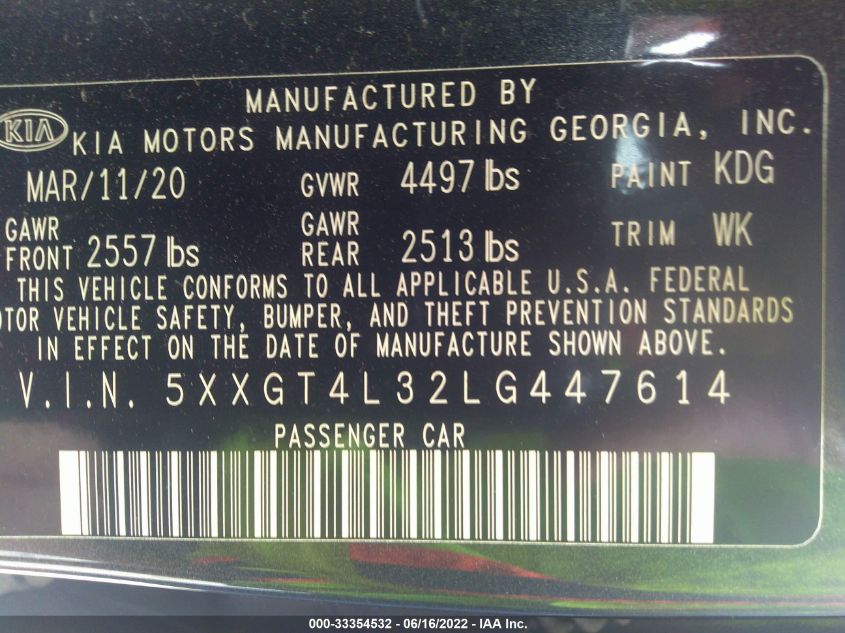 MANUFACTURED BY
KIA KIA MOTORS MANUFACTURING GEORGIA, INC.
MAR/11/20 GVWR 4497 lbs PAINT KDG
GAWR FRONT 2557 lbs GAWR REAR 2513 lbs TRIM WK
THIS VEHICLE CONFORMS TO ALL APPLICABLE U.S.A. FEDERAL
OTOR VEHICLE SAFETY, BUMPER, AND THEFT PREVENTION STANDARDS
IN EFFECT ON THE DATE OF MANUFACTURE SHOWN ABOVE.
V.I.N. 5XXGT4L32LG447614
PASSENGER CAR
000-33354532 - 06/16/2022 - IAA Inc.